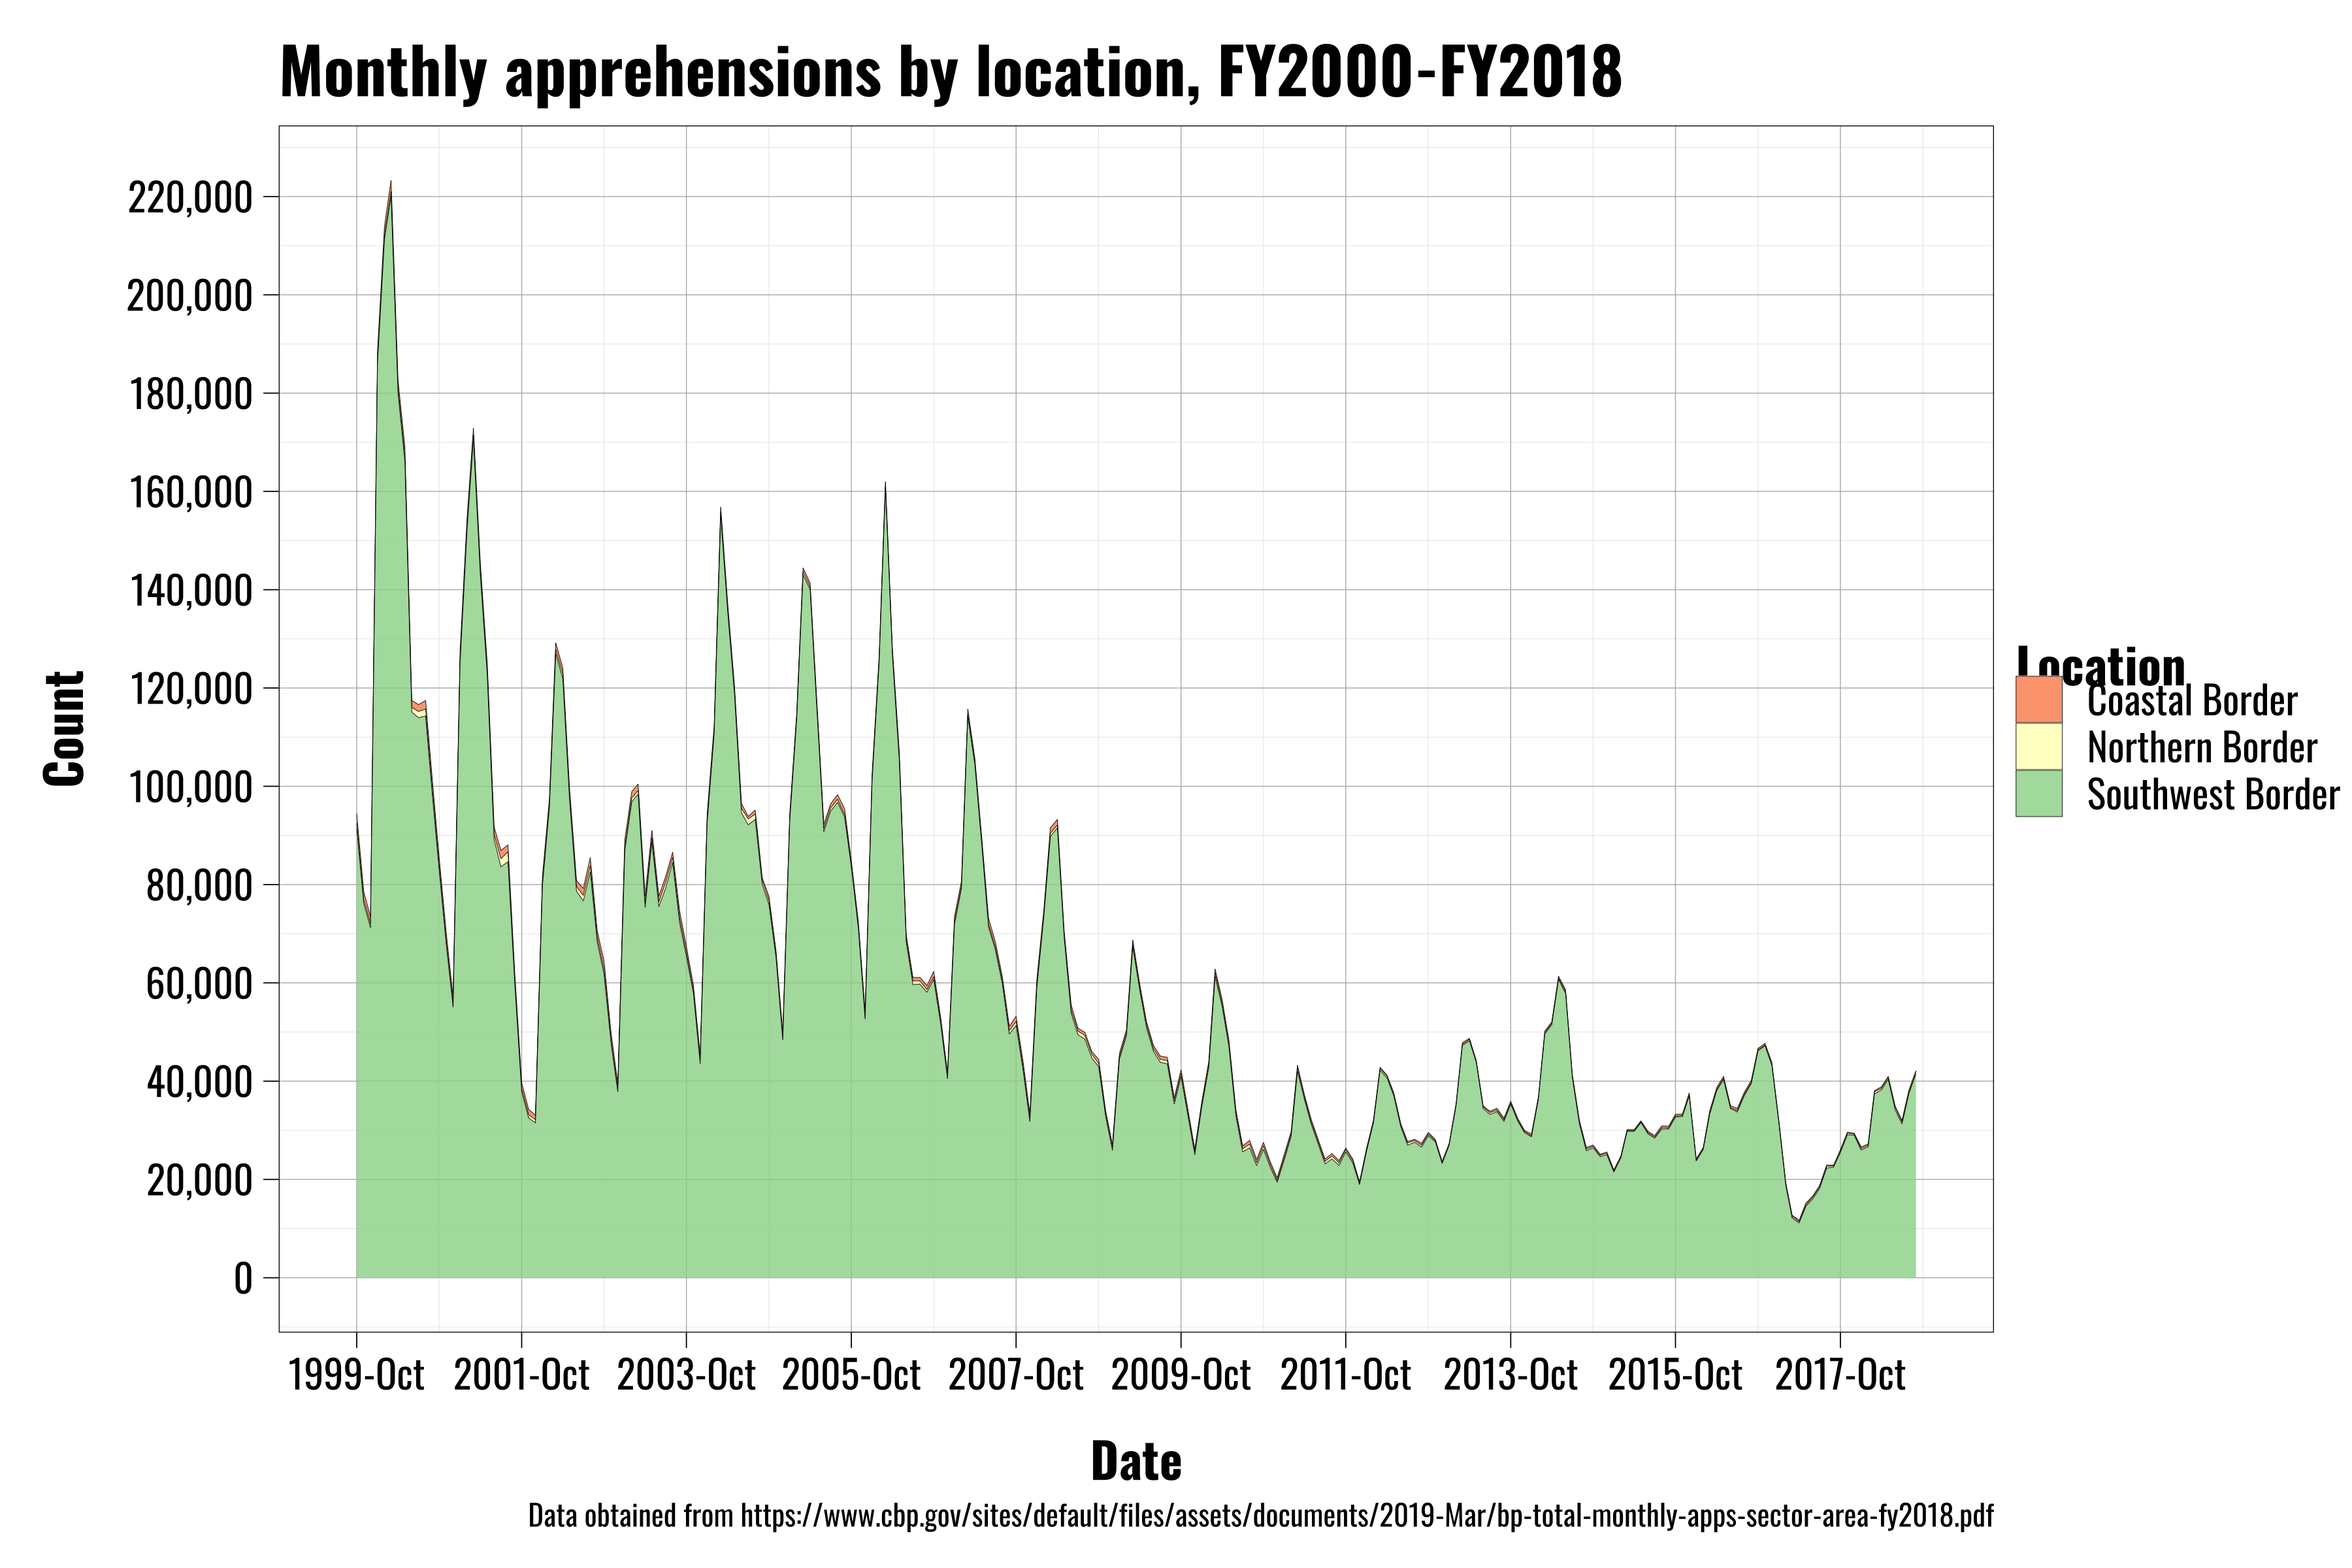 Monthly apprehensions by location, FY2000-FY2018
Count
220,000
200,000
180,000
160,000
140,000
120,000
100,000
80,000
60,000
40,000
20,000
0
1999-Oct 2001-Oct 2003-Oct 2005-Oct 2007-Oct 2009-Oct 2011-Oct 2013-Oct 2015-Oct 2017-Oct
Date
Location
Coastal Border
Northern Border
Southwest Border
Data obtained from https://www.cbp.gov/sites/default/files/assets/documents/2019-Mar/bp-total-monthly-apps-sector-area-fy2018.pdf